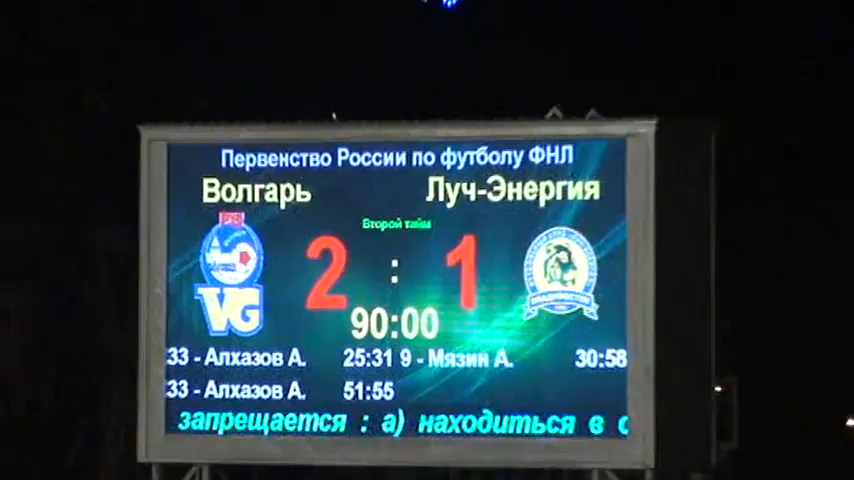 Первенство России по футболу ФНЛ
Волгарь Луч-Энергия
Второй тайм
2 : 1
VG
90:00
33 - Алхазов А. 25:31 9 - Мязин А. 30:58
33 - Алхазов А. 51:55
запрещается : а) находиться в с